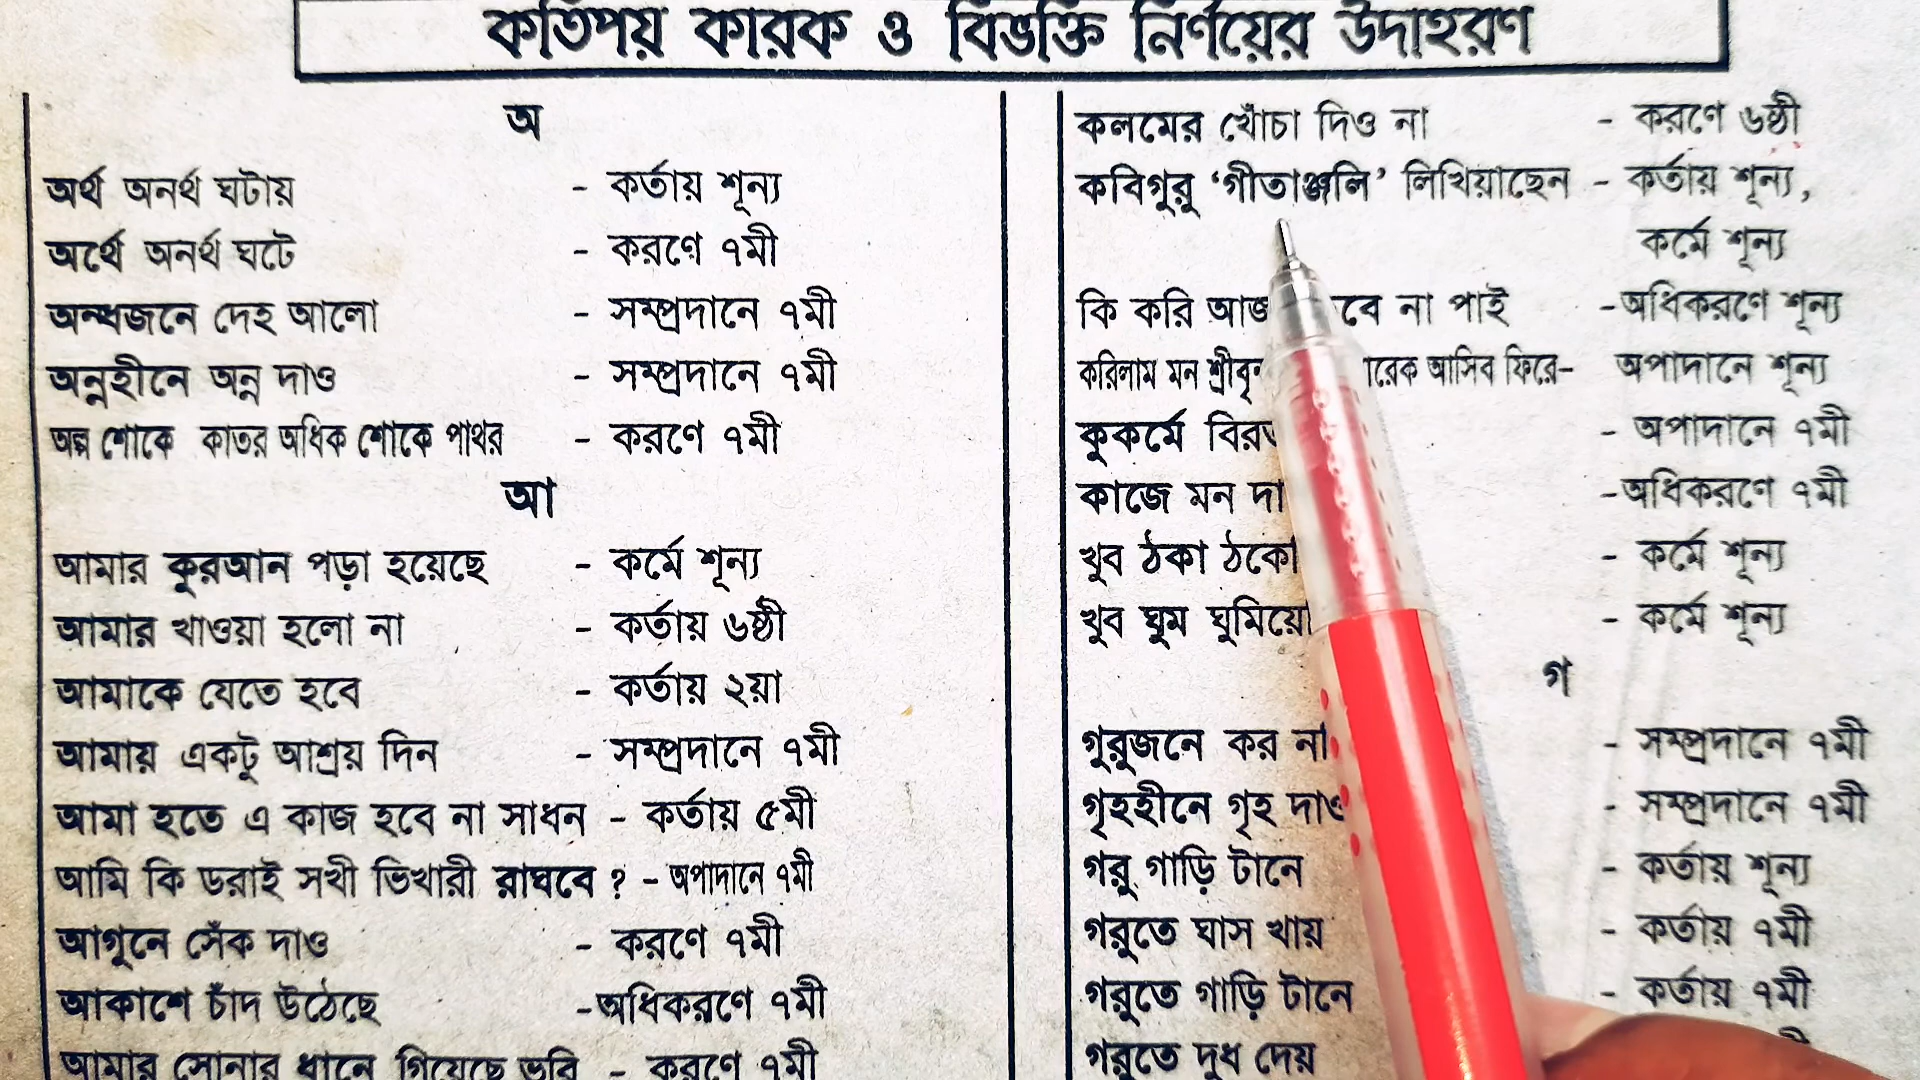 কতিপয় কারক ও বিভক্তি নির্ণয়ের উদাহরণ
অ
অর্থ অনর্থ ঘটায় - কর্তায় শূন্য
অর্থে অনর্থ ঘটে - করণে ৭মী
অন্ধজনে দেহ আলো - সম্প্রদানে ৭মী
অন্নহীনে অন্ন দাও - সম্প্রদানে ৭মী
অল্প শোকে কাতর অধিক শোকে পাথর - করণে ৭মী
আ
আমার কুরআন পড়া হয়েছে - কর্মে শূন্য
আমার খাওয়া হলো না - কর্তায় ৬ষ্ঠী
আমাকে যেতে হবে - কর্তায় ২য়া
আমায় একটু আশ্রয় দিন - সম্প্রদানে ৭মী
আমা হতে এ কাজ হবে না সাধন - কর্তায় ৫মী
আমি কি ডরাই সখী ভিখারী রাঘবে ? - অপাদানে ৭মী
আগুনে সেঁক দাও - করণে ৭মী
আকাশে চাঁদ উঠেছে -অধিকরণে ৭মী
আমার সোনার ধানে গিয়েছে ভরি - করণে ৭মী
কলমের খোঁচা দিও না - করণে ৬ষ্ঠী
কবিগুরু ‘গীতাঞ্জলি’ লিখিয়াছেন - কর্তায় শূন্য,
কর্মে শূন্য
কি করি না পাই -অধিকরণে শূন্য
করিলাম মন আসিব ফিরে- অপাদানে শূন্য
কুকর্মে - অপাদানে ৭মী
কাজে মন -অধিকরণে ৭মী
খুব ঠকা ঠকো - কর্মে শূন্য
খুব ঘুম ঘুমিয়ো - কর্মে শূন্য
গ
গুরুজনে কর - সম্প্রদানে ৭মী
গৃহহীনে গৃহ দাও - সম্প্রদানে ৭মী
গরু গাড়ি টানে - কর্তায় শূন্য
গরুতে ঘাস খায় - কর্তায় ৭মী
গরুতে গাড়ি টানে - কর্তায় ৭মী
গরুতে দুধ দেয়